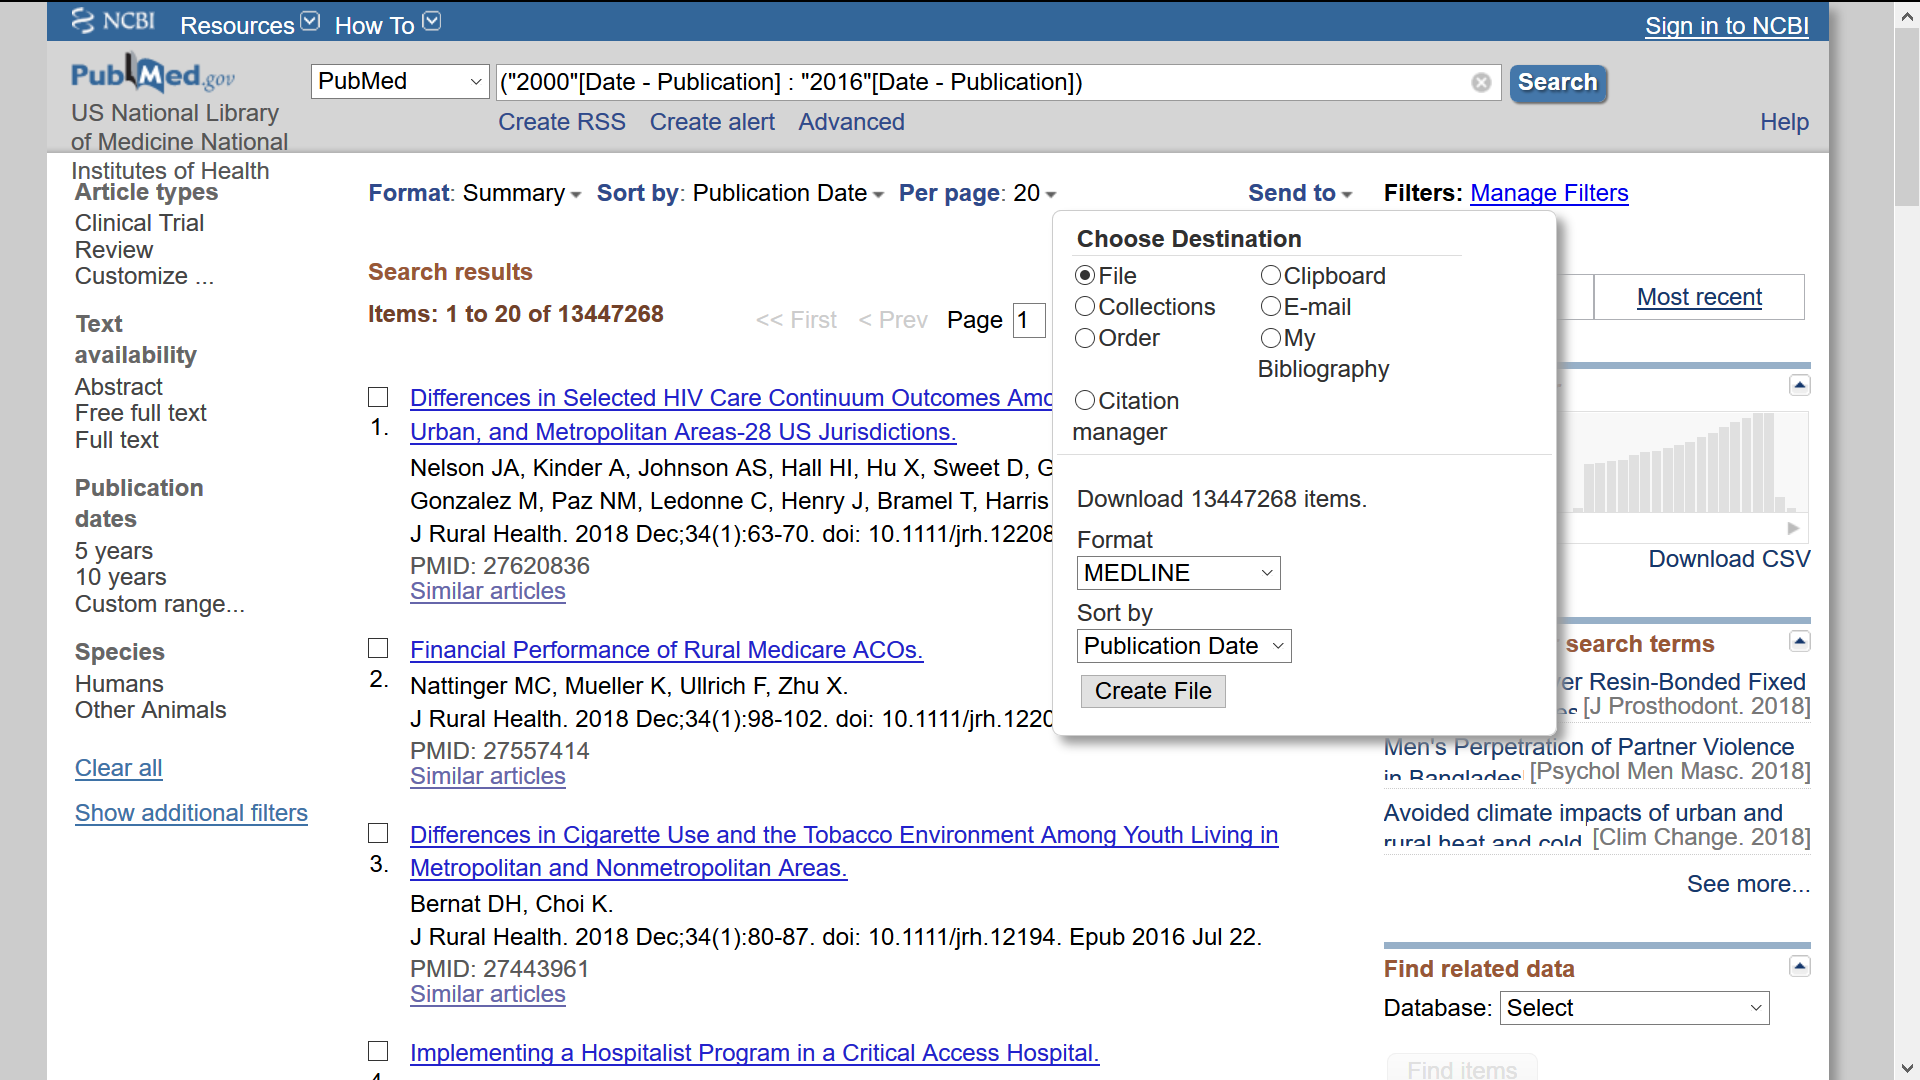 NCBI Resources How To Sign in to NCBI
PubMed.gov
US National Library
of Medicine National
Institutes of Health
PubMed
("2000"[Date - Publication] : "2016"[Date - Publication])
Search
Create RSS Create alert Advanced
Help
Article types
Clinical Trial
Review
Customize ...
Text
availability
Abstract
Free full text
Full text
Publication
dates
5 years
10 years
Custom range...
Species
Humans
Other Animals
Clear all
Show additional filters
Format: Summary Sort by: Publication Date Per page: 20 Send to
Search results
Items: 1 to 20 of 13447268
<< First < Prev Page 1
1.
Differences in Selected HIV Care Continuum Outcomes
Urban, and Metropolitan Areas-28 US Jurisdictions.
Nelson JA, Kinder A, Johnson AS, Hall HI, Hu X, Sweet D, G
Gonzalez M, Paz NM, Ledonne C, Henry J, Bramel T, Harris
J Rural Health. 2018 Dec;34(1):63-70. doi: 10.1111/jrh.12208
PMID: 27620836
Similar articles
2.
Financial Performance of Rural Medicare ACOs.
Nattinger MC, Mueller K, Ullrich F, Zhu X.
J Rural Health. 2018 Dec;34(1):98-102. doi: 10.1111/jrh.1220
PMID: 27557414
Similar articles
3.
Differences in Cigarette Use and the Tobacco Environment Among Youth Living in
Metropolitan and Nonmetropolitan Areas.
Bernat DH, Choi K.
J Rural Health. 2018 Dec;34(1):80-87. doi: 10.1111/jrh.12194. Epub 2016 Jul 22.
PMID: 27443961
Similar articles
Implementing a Hospitalist Program in a Critical Access Hospital.
Choose Destination
File Clipboard
Collections E-mail
Order My
Bibliography
Citation
manager
Download 13447268 items.
Format
MEDLINE
Sort by
Publication Date
Create File
Filters: Manage Filters
Most recent
Download CSV
search terms
er Resin-Bonded Fixed
[J Prosthodont. 2018]
Men's Perpetration of Partner Violence
in Banglades [Psychol Men Masc. 2018]
Avoided climate impacts of urban and
rural heat and cold [Clim Change. 2018]
See more...
Find related data
Database: Select
Find items